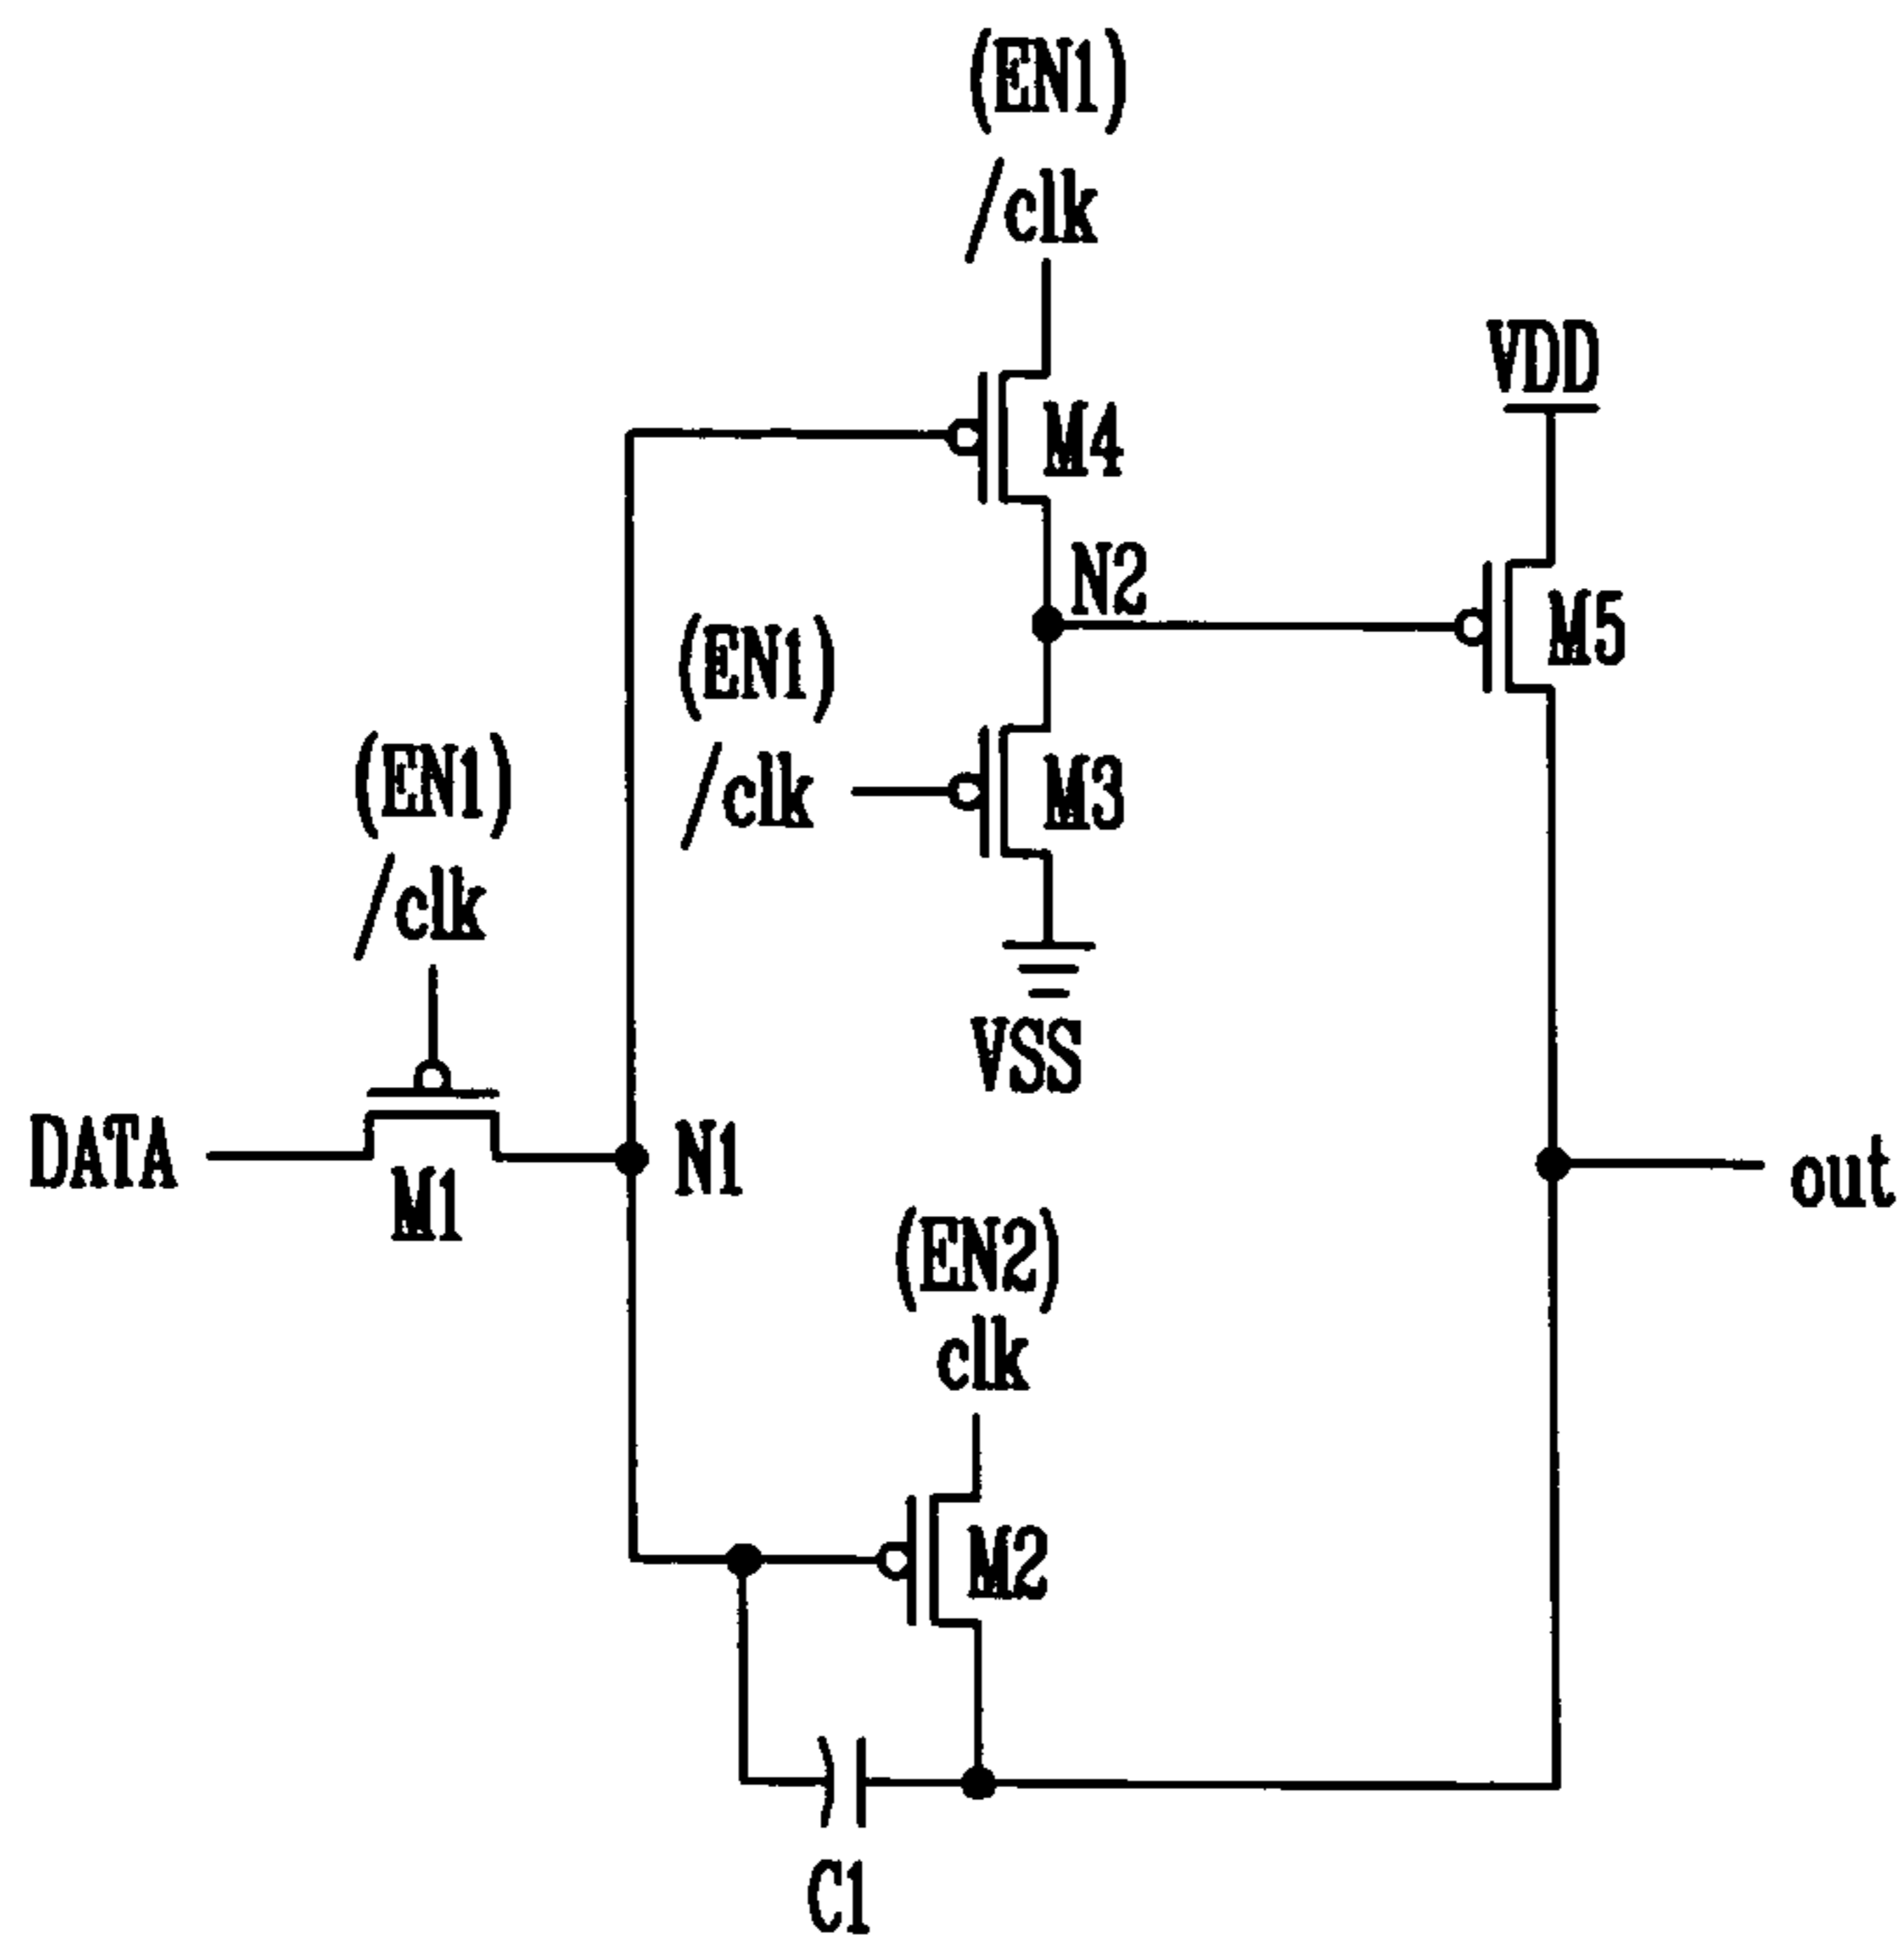 (EN1)
/clk
VDD
M4
N2
M5
(EN1)
/clk
M3
(EN1)
/clk
VSS
DATA
M1
N1
out
(EN2)
clk
M2
C1